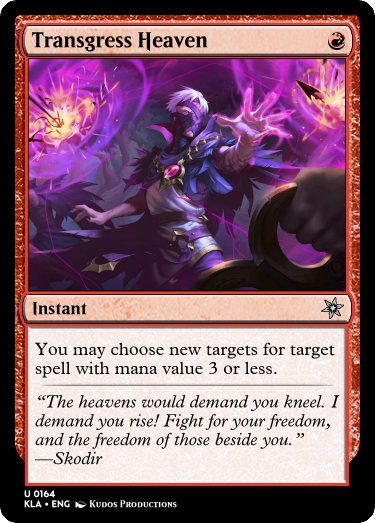 Transgress Heaven
Instant
You may choose new targets for target
spell with mana value 3 or less.
“The heavens would demand you kneel. I
demand you rise! Fight for your freedom,
and the freedom of those beside you.”
—Skodir
U 0164
KLA • ENG Kudos Productions